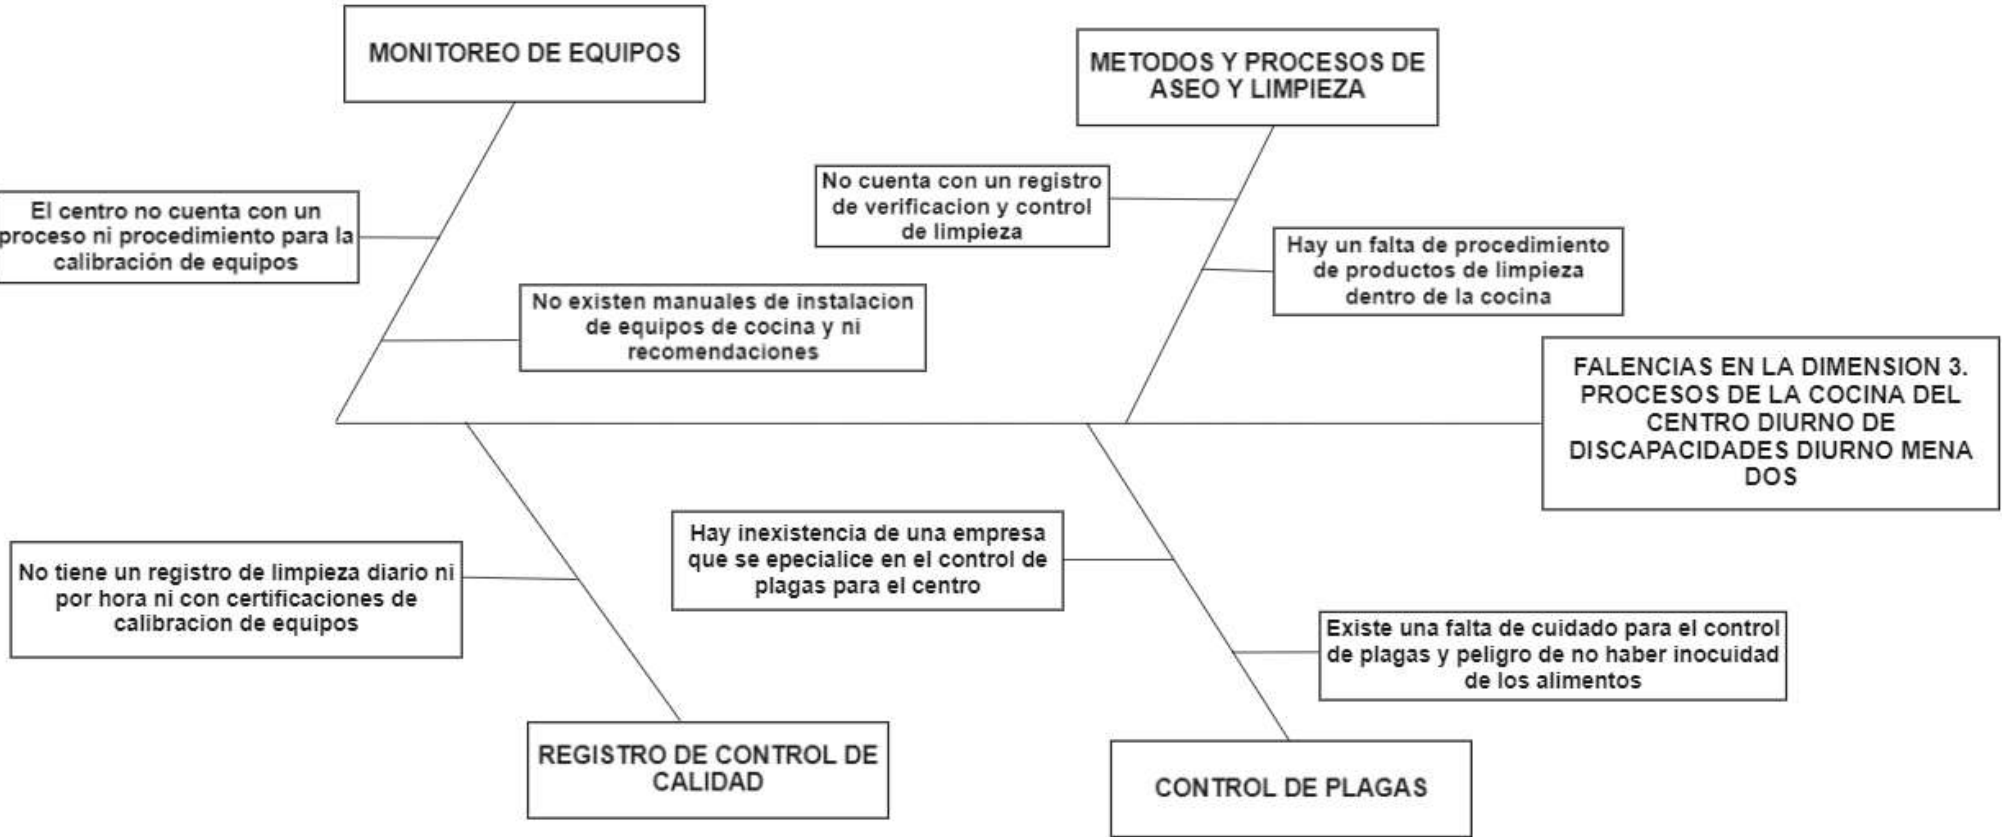 MONITOREO DE EQUIPOS
METODOS Y PROCESOS DE
ASEO Y LIMPIEZA
El centro no cuenta con un
proceso ni procedimiento para la
calibración de equipos
No cuenta con un registro
de verificacion y control
de limpieza
Hay un falta de procedimiento
de productos de limpieza
dentro de la cocina
No existen manuales de instalacion
de equipos de cocina y ni
recomendaciones
FALENCIAS EN LA DIMENSION 3.
PROCESOS DE LA COCINA DEL
CENTRO DIURNO DE
DISCAPACIDADES DIURNO MENA
DOS
No tiene un registro de limpieza diario ni
por hora ni con certificaciones de
calibracion de equipos
Hay inexistencia de una empresa
que se epecialice en el control de
plagas para el centro
Existe una falta de cuidado para el control
de plagas y peligro de no haber inocuidad
de los alimentos
REGISTRO DE CONTROL DE
CALIDAD
CONTROL DE PLAGAS